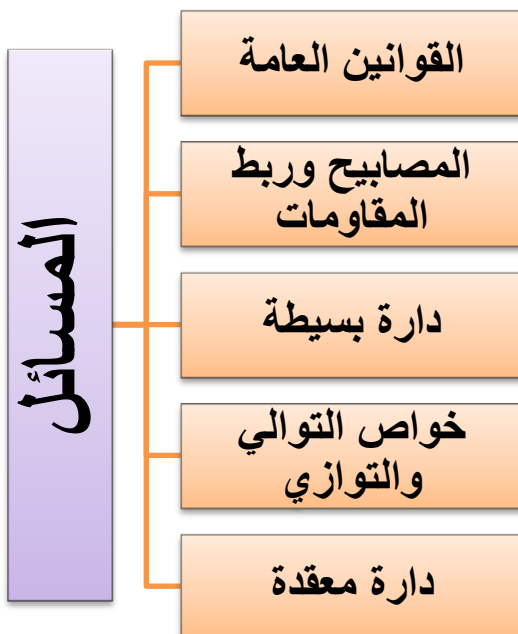 المسائل
القوانين العامة
المصابيح وربط
المقاومات
دارة بسيطة
خواص التوالي
والتوازي
دارة معقدة